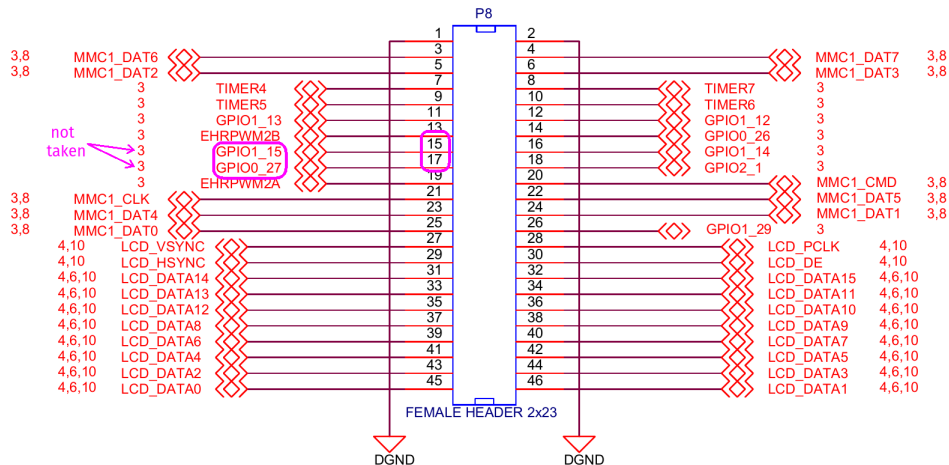 P8
1 2
3,8 MMC1_DAT6 3 4 MMC1_DAT7 3,8
3,8 MMC1_DAT2 5 6 MMC1_DAT3 3,8
3 TIMER4 7 8 TIMER7 3
3 TIMER5 9 10 TIMER6 3
3 GPIO1_13 11 12 GPIO1_12 3
3 EHRPWM2B 13 14 GPIO0_26 3
not
taken
3 GPIO1_15 15 16 GPIO1_14 3
3 GPIO0_27 17 18 GPIO2_1 3
3 EHRPWM2A 19 20 MMC1_CMD 3,8
3,8 MMC1_CLK 21 22 MMC1_DAT5 3,8
3,8 MMC1_DAT4 23 24 MMC1_DAT1 3,8
3,8 MMC1_DAT0 25 26 GPIO1_29 3
4,10 LCD_VSYNC 27 28 LCD_PCLK 4,10
4,10 LCD_HSYNC 29 30 LCD_DE 4,10
4,6,10 LCD_DATA14 31 32 LCD_DATA15 4,6,10
4,6,10 LCD_DATA13 33 34 LCD_DATA11 4,6,10
4,6,10 LCD_DATA12 35 36 LCD_DATA10 4,6,10
4,6,10 LCD_DATA8 37 38 LCD_DATA9 4,6,10
4,6,10 LCD_DATA6 39 40 LCD_DATA7 4,6,10
4,6,10 LCD_DATA4 41 42 LCD_DATA5 4,6,10
4,6,10 LCD_DATA2 43 44 LCD_DATA3 4,6,10
4,6,10 LCD_DATA0 45 46 LCD_DATA1 4,6,10
FEMALE HEADER 2x23
DGND DGND